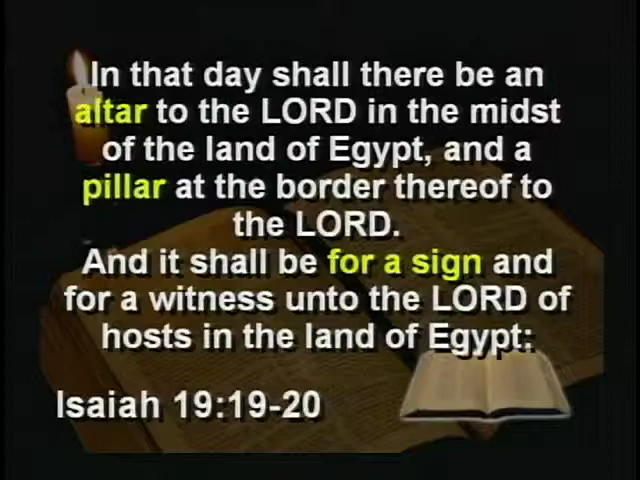 In that day shall there be an
altar to the LORD in the midst
of the land of Egypt, and a
pillar at the border thereof to
the LORD.
And it shall be for a sign and
for a witness unto the LORD of
hosts in the land of Egypt:
Isaiah 19:19-20